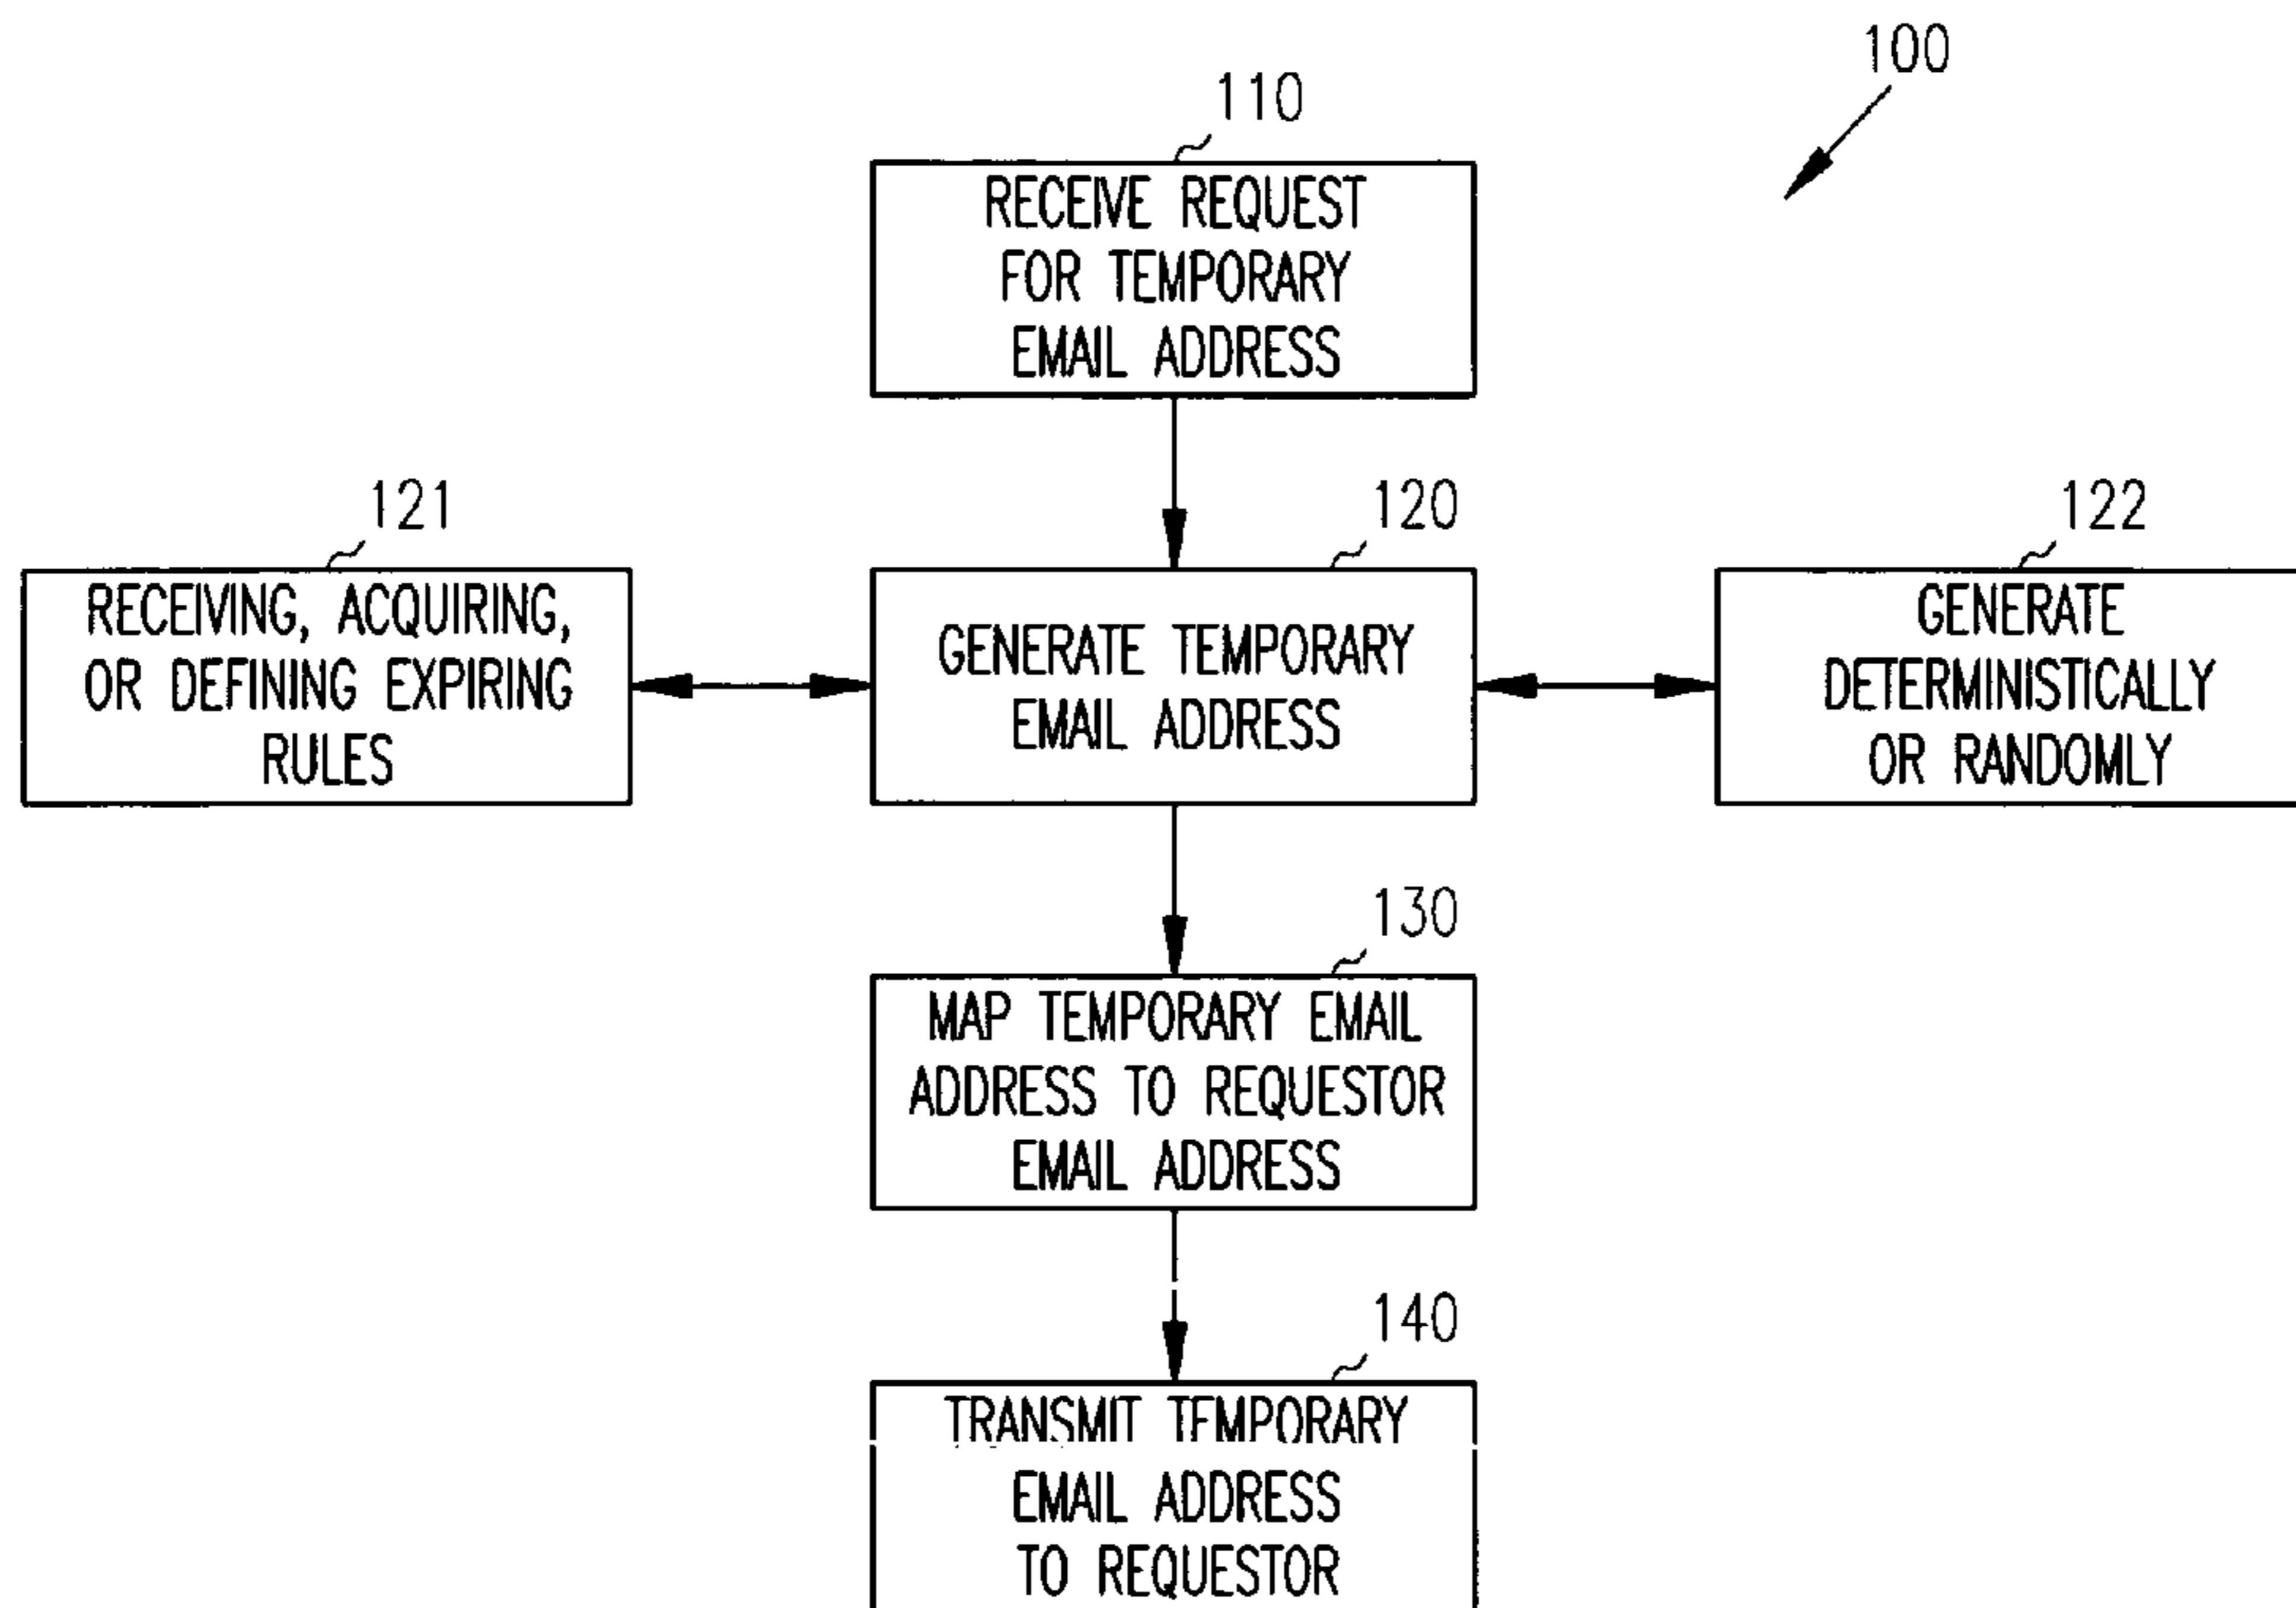 100
110
RECEIVE REQUEST
FOR TEMPORARY
EMAIL ADDRESS
121
RECEIVING, ACQUIRING,
OR DEFINING EXPIRING
RULES
120
GENERATE TEMPORARY
EMAIL ADDRESS
122
GENERATE
DETERMINISTICALLY
OR RANDOMLY
130
MAP TEMPORARY EMAIL
ADDRESS TO REQUESTOR
EMAIL ADDRESS
140
TRANSMIT TEMPORARY
EMAIL ADDRESS
TO REQUESTOR